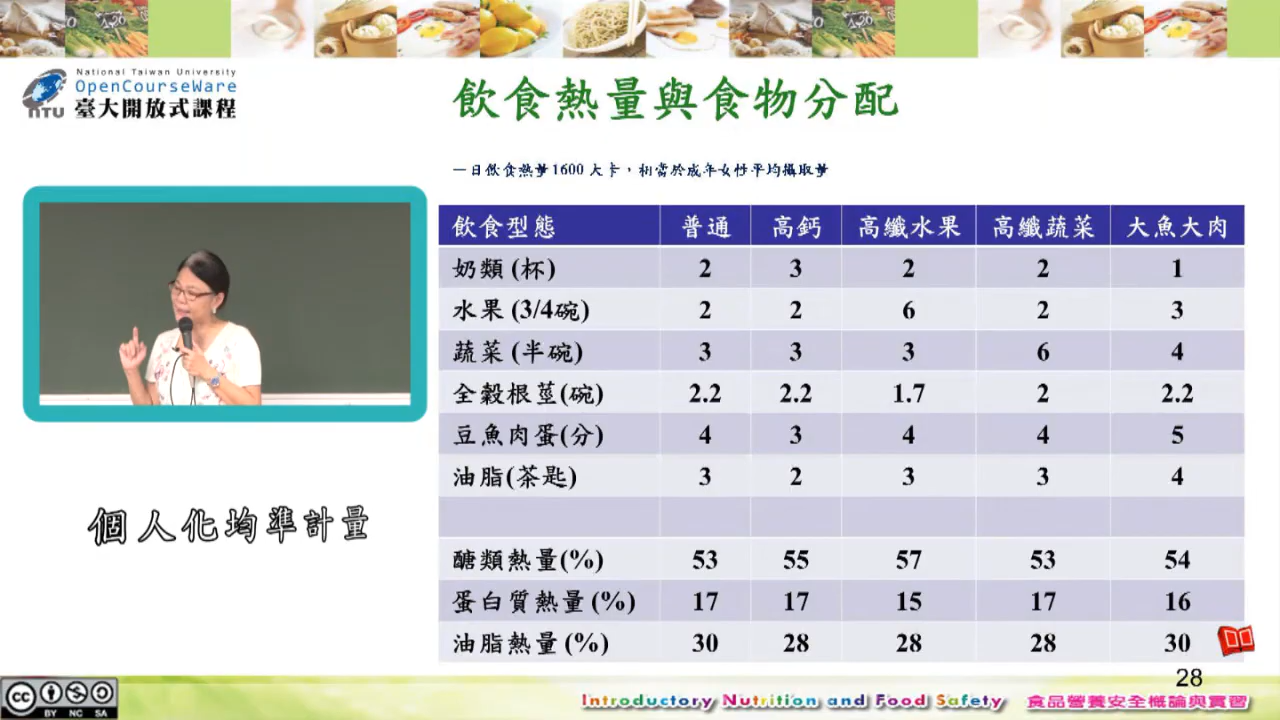 National Taiwan University
OpenCourseWare
NTU 臺大開放式課程
飲食熱量與食物分配
一日飲食熱量1600大卡，相當於成年女性平均攝取量
飲食型態 普通 高鈣 高纖水果 高纖蔬菜 大魚大肉
奶類 (杯) 2 3 2 2 1
水果 (3/4碗) 2 2 6 2 3
蔬菜 (半碗) 3 3 3 6 4
全穀根莖(碗) 2.2 2.2 1.7 2 2.2
豆魚肉蛋(分) 4 3 4 4 5
油脂(茶匙) 3 2 3 3 4
醣類熱量(%) 53 55 57 53 54
蛋白質熱量(%) 17 17 15 17 16
油脂熱量(%) 30 28 28 28 30
個人化均準計量
28
cc BY NC SA
Introductory Nutrition and Food Safety 食品營養安全概論與實習